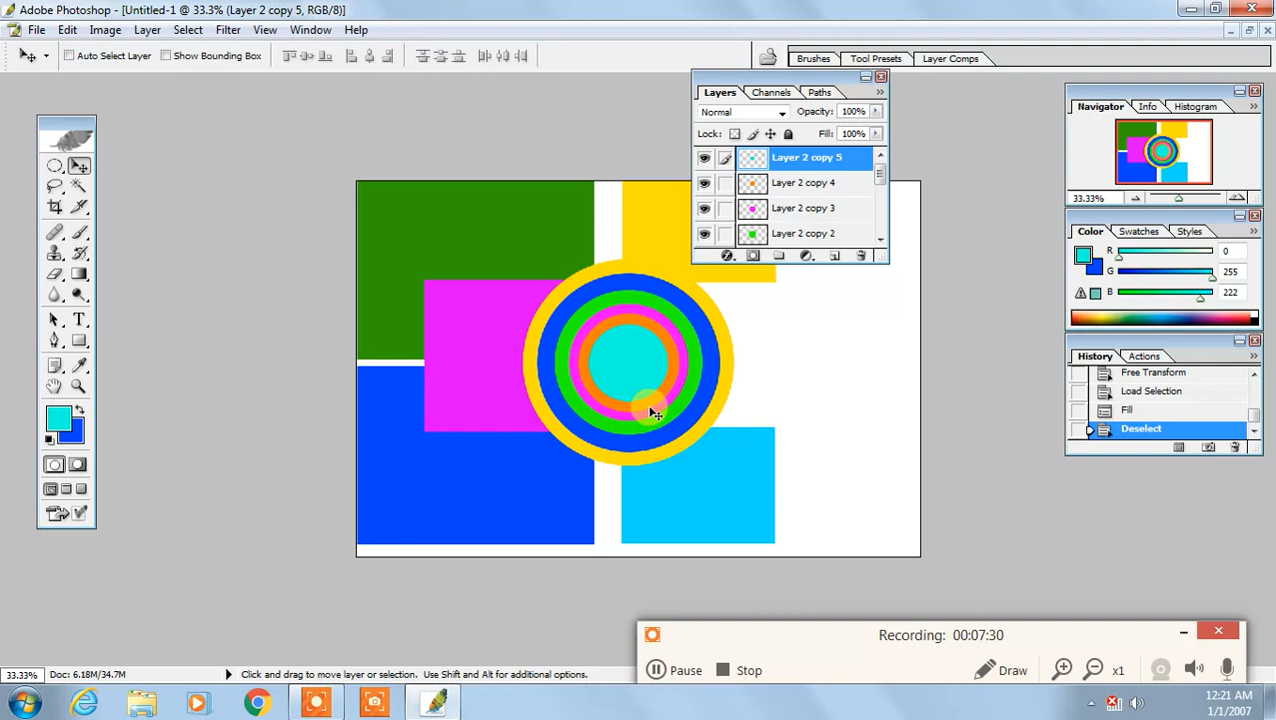 Adobe Photoshop - [Untitled-1 @ 33.3% (Layer 2 copy 5, RGB/8)]
File Edit Image Layer Select Filter View Window Help
Auto Select Layer Show Bounding Box
Brushes Tool Presets Layer Comps
Layers Channels Paths
Normal Opacity: 100%
Lock: Fill: 100%
Layer 2 copy 5
Layer 2 copy 4
Layer 2 copy 3
Layer 2 copy 2
Navigator Info Histogram
33.33%
Color Swatches Styles
R 0
G 255
B 222
History Actions
Free Transform
Load Selection
Fill
Deselect
T
Recording: 00:07:30
Pause Stop Draw x1
33.33% Doc: 6.18M/34.7M Click and drag to move layer or selection. Use Shift and Alt for additional options.
12:21 AM
1/1/2007